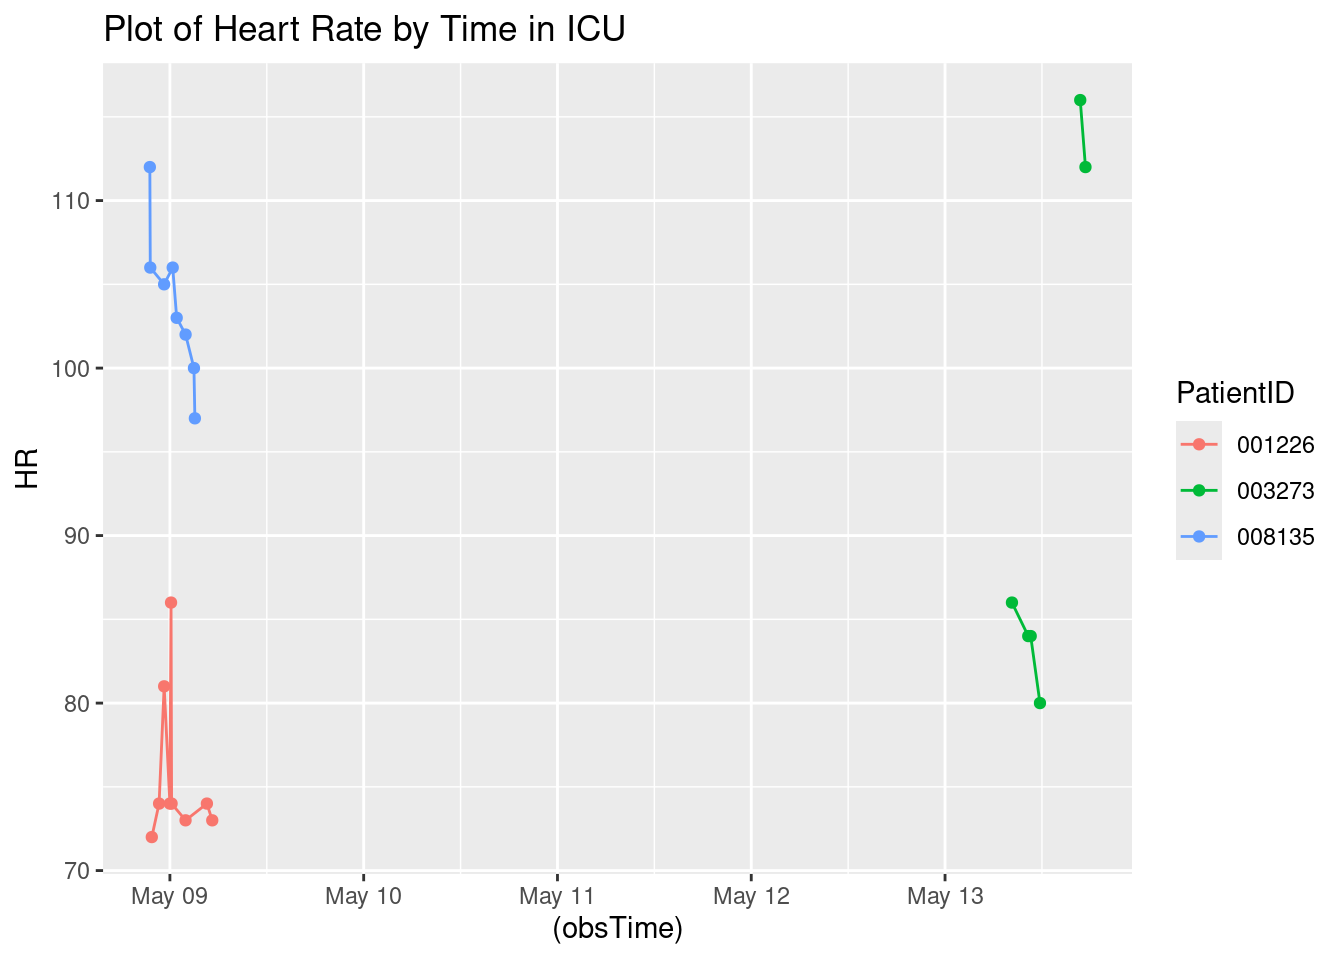 Plot of Heart Rate by Time in ICU
110
100
90
80
70
HR
May 09
May 10
May 11
May 12
May 13
(obsTime)
PatientID
001226
003273
008135